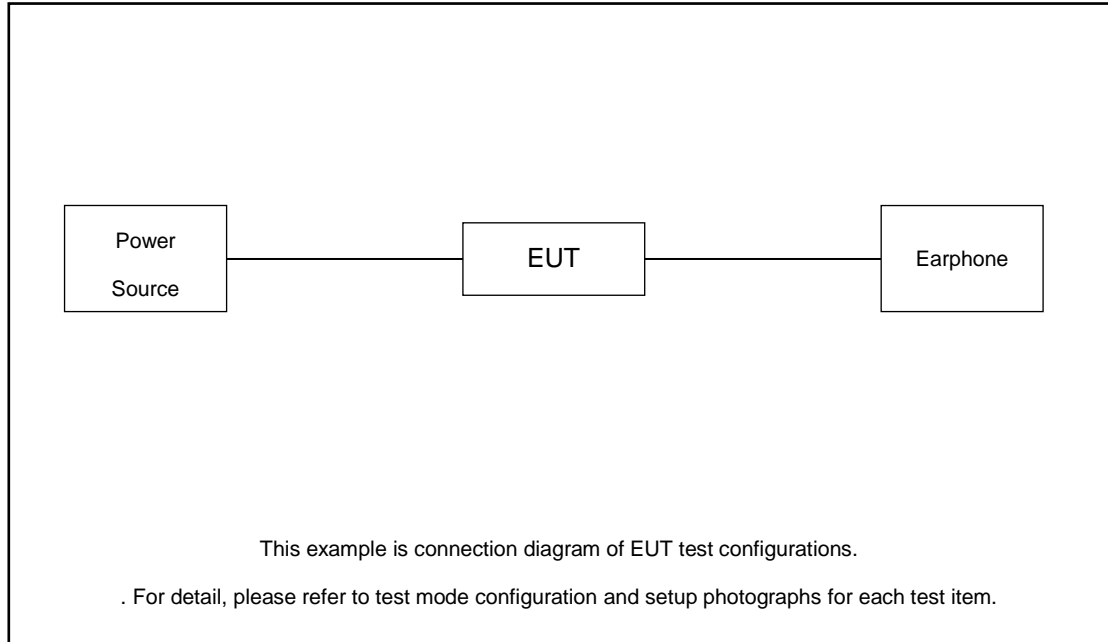 Power
Source
EUT
Earphone
This example is connection diagram of EUT test configurations.
. For detail, please refer to test mode configuration and setup photographs for each test item.